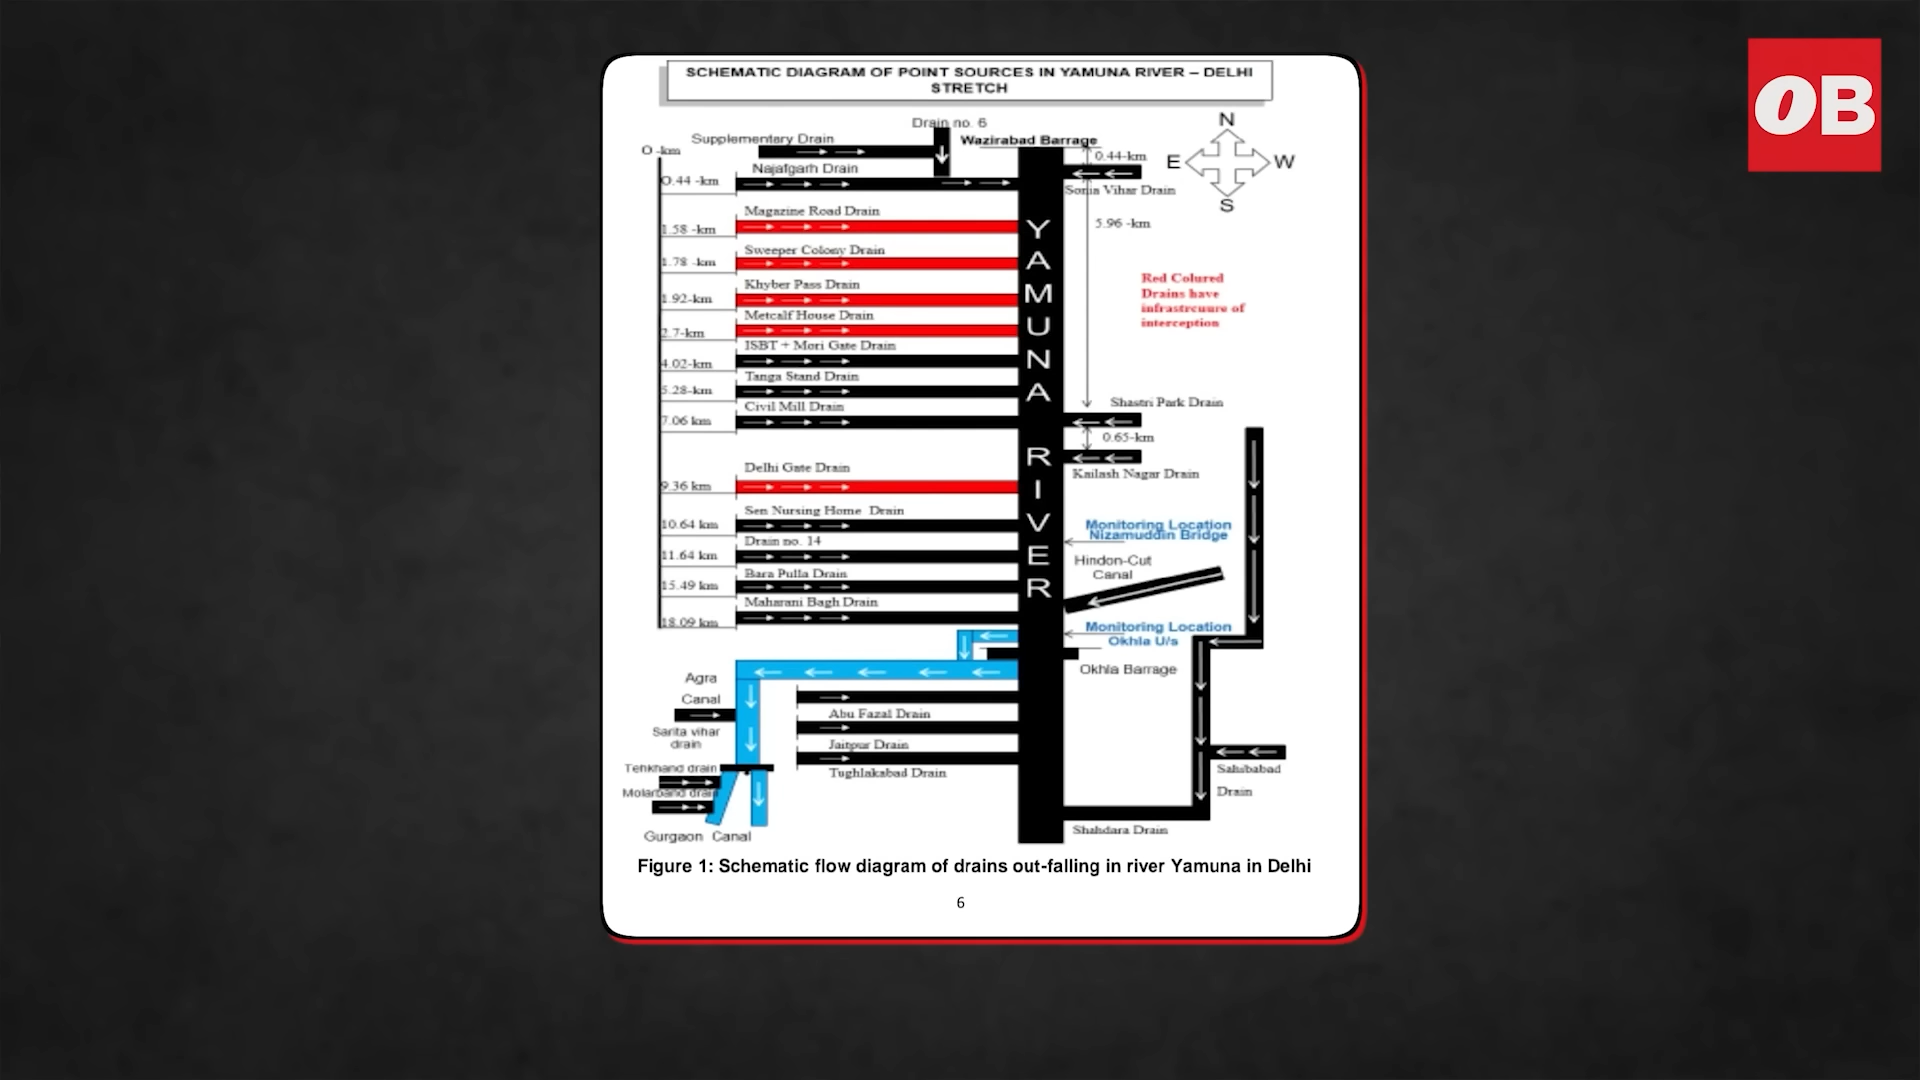 OB
SCHEMATIC DIAGRAM OF POINT SOURCES IN YAMUNA RIVER – DELHI
STRETCH
Drain no. 6
Supplementary Drain
Wazirabad Barrage
N
O -km
0.44-km
E
W
Najafgarh Drain
O.44 -km
Sonia Vihar Drain
S
Magazine Road Drain
1.58 -km
5.96 -km
Sweeper Colony Drain
1.78 -km
Khyber Pass Drain
1.92-km
Red Colured
Drains have
infrastrcuure of
interception
Metcalf House Drain
2.7-km
ISBT + Mori Gate Drain
4.02-km
Tanga Stand Drain
5.28-km
Civil Mill Drain
7.06 km
YAMUNA RIVER
Shastri Park Drain
0.65-km
Kailash Nagar Drain
Delhi Gate Drain
9.36 km
Sen Nursing Home Drain
10.64 km
Monitoring Location
Nizamuddin Bridge
Drain no. 14
11.64 km
Hindon-Cut
Canal
Bara Pulla Drain
15.49 km
Maharani Bagh Drain
18.09 km
Monitoring Location
Okhla U/s
Okhla Barrage
Agra
Canal
Abu Fazal Drain
Sarita vihar
drain
Jaitpur Drain
Tehkhand drain
Tughlakabad Drain
Molarband drain
Sahibabad
Drain
Gurgaon Canal
Shahdara Drain
Figure 1: Schematic flow diagram of drains out-falling in river Yamuna in Delhi
6